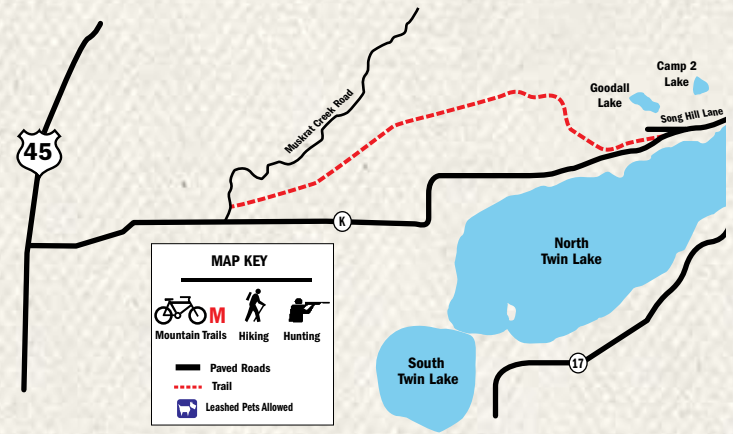 45
Muskrat Creek Road
Camp 2
Lake
Goodall
Lake
Song Hill Lane
K
North
Twin Lake
South
Twin Lake
17
MAP KEY
M
Mountain Trails
Hiking
Hunting
Paved Roads
Trail
Leashed Pets Allowed